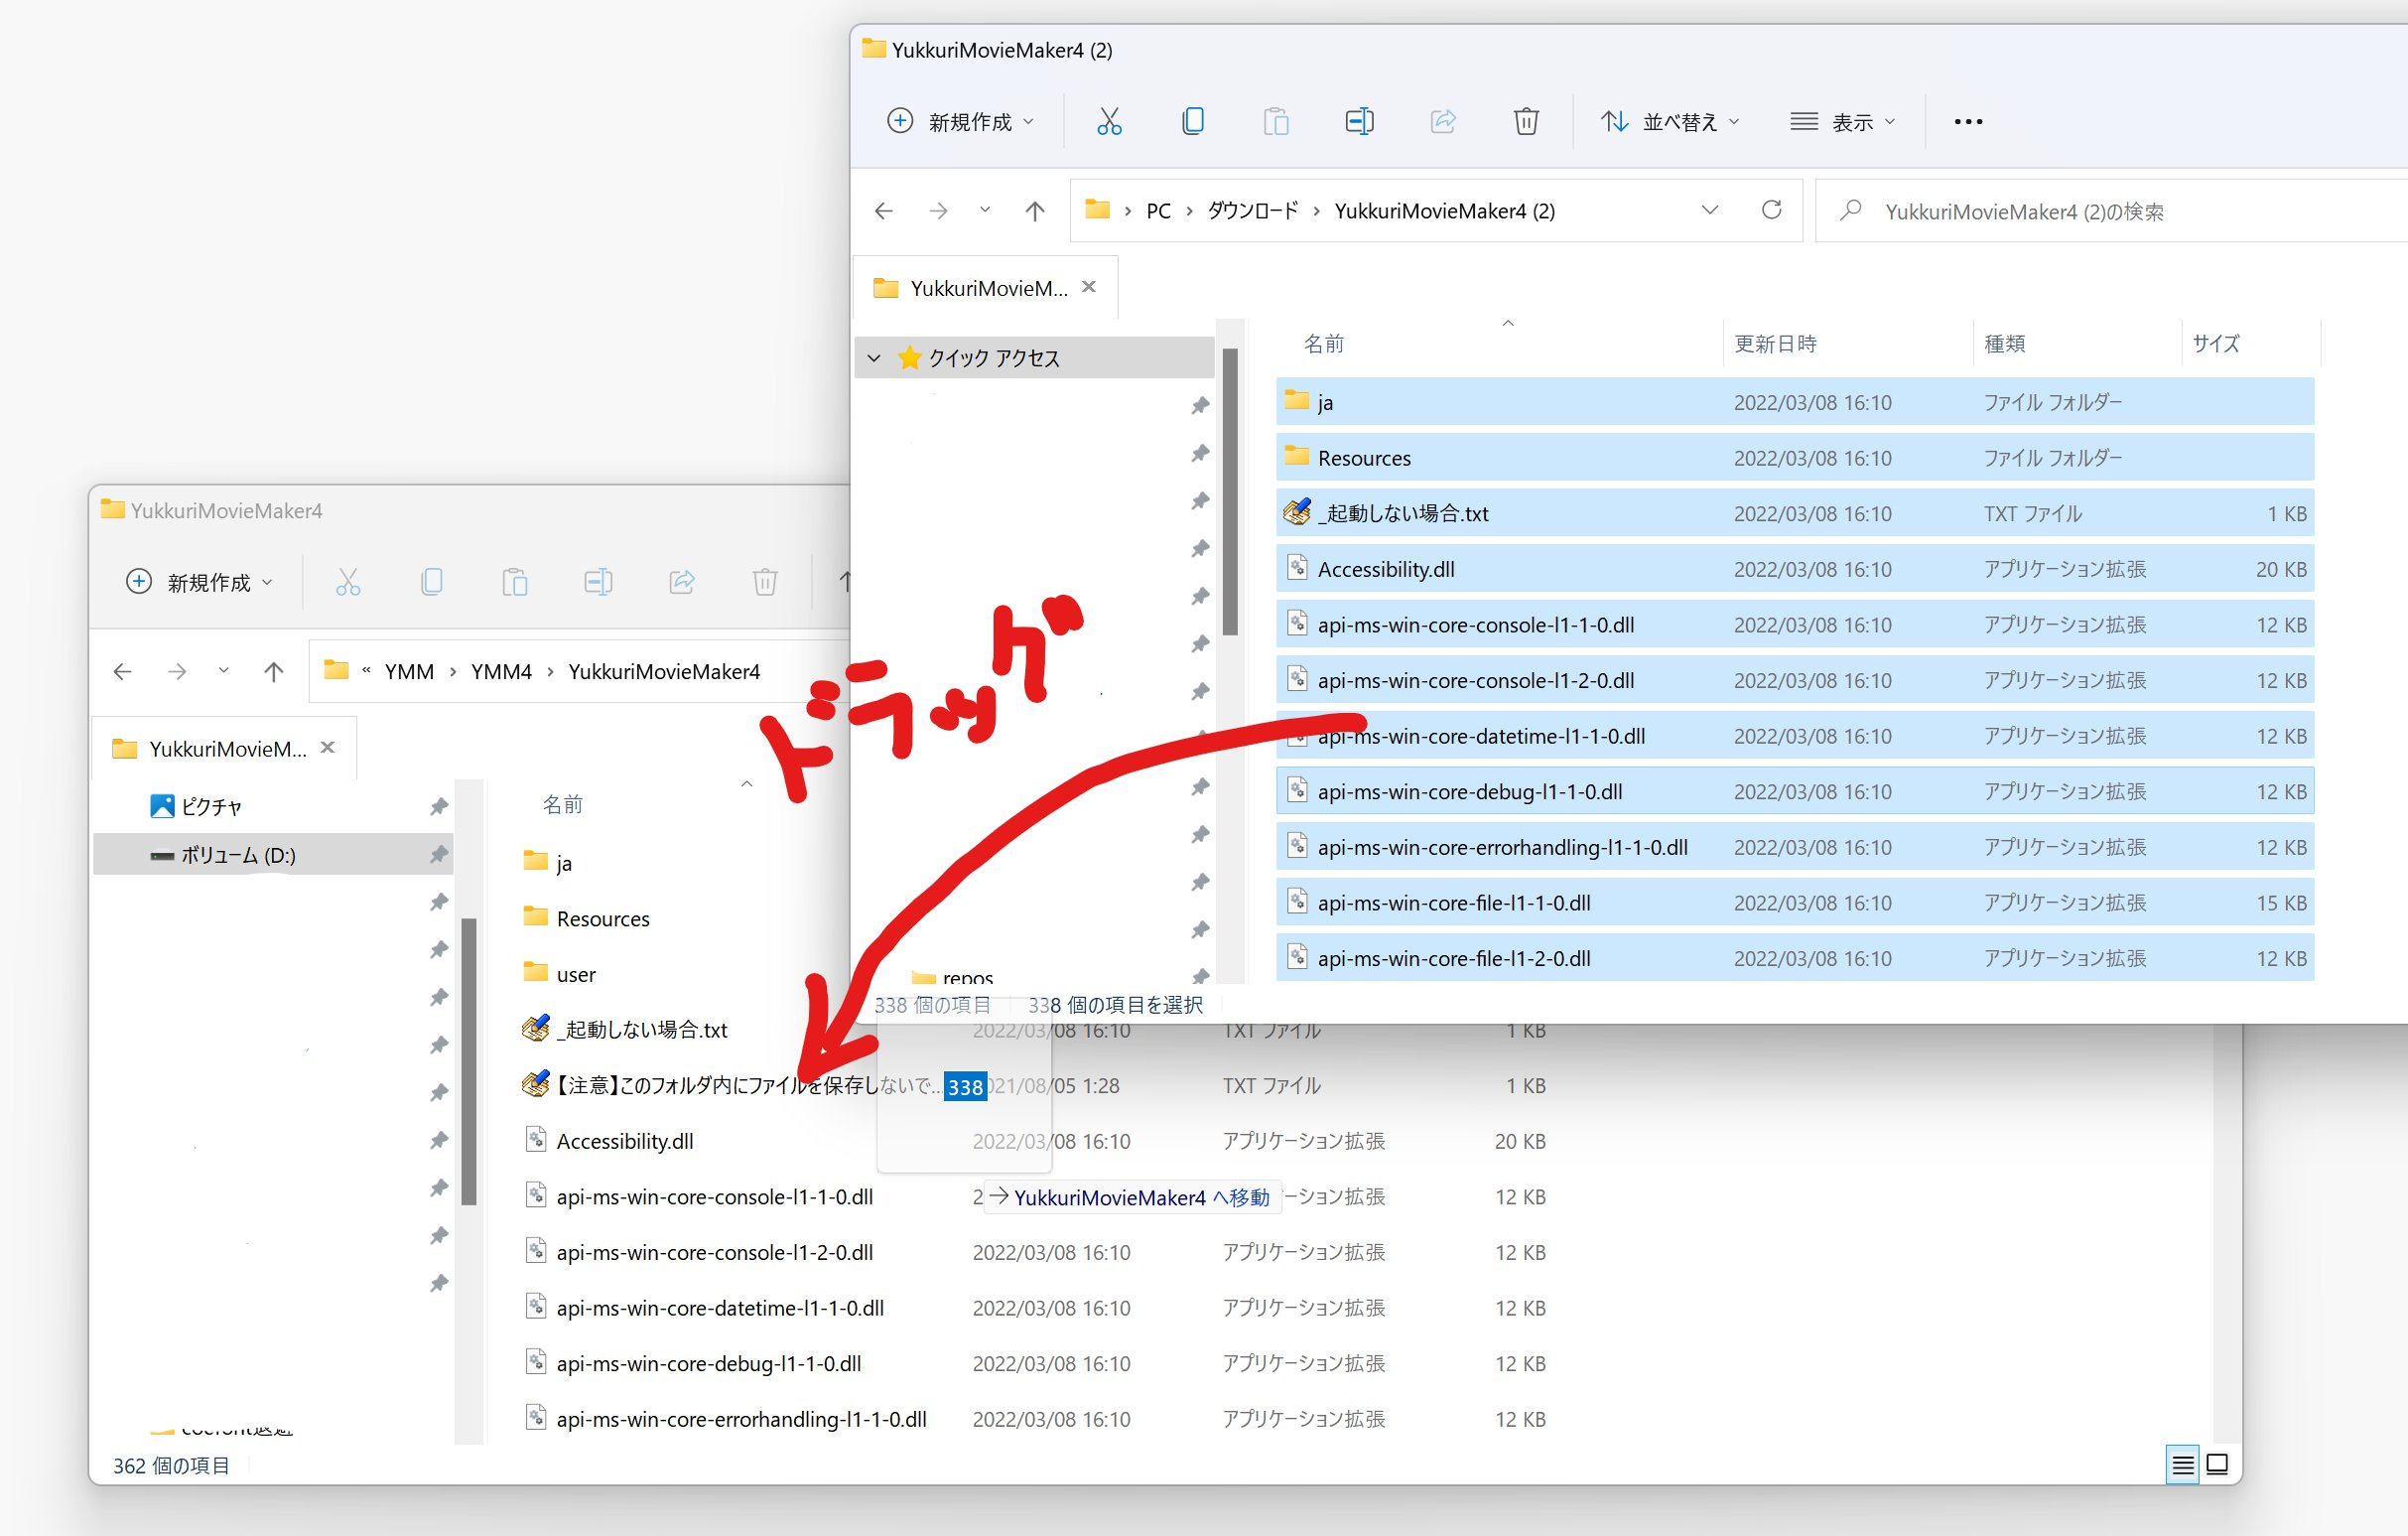 YukkuriMovieMaker4 (2)
新規作成
並べ替え
表示
PC › ダウンロード › YukkuriMovieMaker4 (2)
YukkuriMovieMaker4 (2)の検索
YukkuriMovieM...
クイック アクセス
名前 更新日時 種類 サイズ
ja 2022/03/08 16:10 ファイル フォルダー
Resources 2022/03/08 16:10 ファイル フォルダー
_起動しない場合.txt 2022/03/08 16:10 TXT ファイル 1 KB
Accessibility.dll 2022/03/08 16:10 アプリケーション拡張 20 KB
api-ms-win-core-console-l1-1-0.dll 2022/03/08 16:10 アプリケーション拡張 12 KB
api-ms-win-core-console-l1-2-0.dll 2022/03/08 16:10 アプリケーション拡張 12 KB
api-ms-win-core-datetime-l1-1-0.dll 2022/03/08 16:10 アプリケーション拡張 12 KB
api-ms-win-core-debug-l1-1-0.dll 2022/03/08 16:10 アプリケーション拡張 12 KB
api-ms-win-core-errorhandling-l1-1-0.dll 2022/03/08 16:10 アプリケーション拡張 12 KB
api-ms-win-core-file-l1-1-0.dll 2022/03/08 16:10 アプリケーション拡張 15 KB
api-ms-win-core-file-l1-2-0.dll 2022/03/08 16:10 アプリケーション拡張 12 KB
repos
338 個の項目 338 個の項目を選択
ドラッグ
YukkuriMovieMaker4
新規作成
« YMM › YMM4 › YukkuriMovieMaker4
YukkuriMovieM...
ピクチャ
ボリューム (D:)
名前
ja
Resources
user
_起動しない場合.txt 2022/03/08 16:10 TXT ファイル 1 KB
【注意】このフォルダ内にファイルを保存しないで... 021/08/05 1:28 TXT ファイル 1 KB
338
Accessibility.dll 2022/03/08 16:10 アプリケーション拡張 20 KB
api-ms-win-core-console-l1-1-0.dll 2 ーション拡張 12 KB
→ YukkuriMovieMaker4 へ移動
api-ms-win-core-console-l1-2-0.dll 2022/03/08 16:10 アプリケーション拡張 12 KB
api-ms-win-core-datetime-l1-1-0.dll 2022/03/08 16:10 アプリケーション拡張 12 KB
api-ms-win-core-debug-l1-1-0.dll 2022/03/08 16:10 アプリケーション拡張 12 KB
api-ms-win-core-errorhandling-l1-1-0.dll 2022/03/08 16:10 アプリケーション拡張 12 KB
362 個の項目